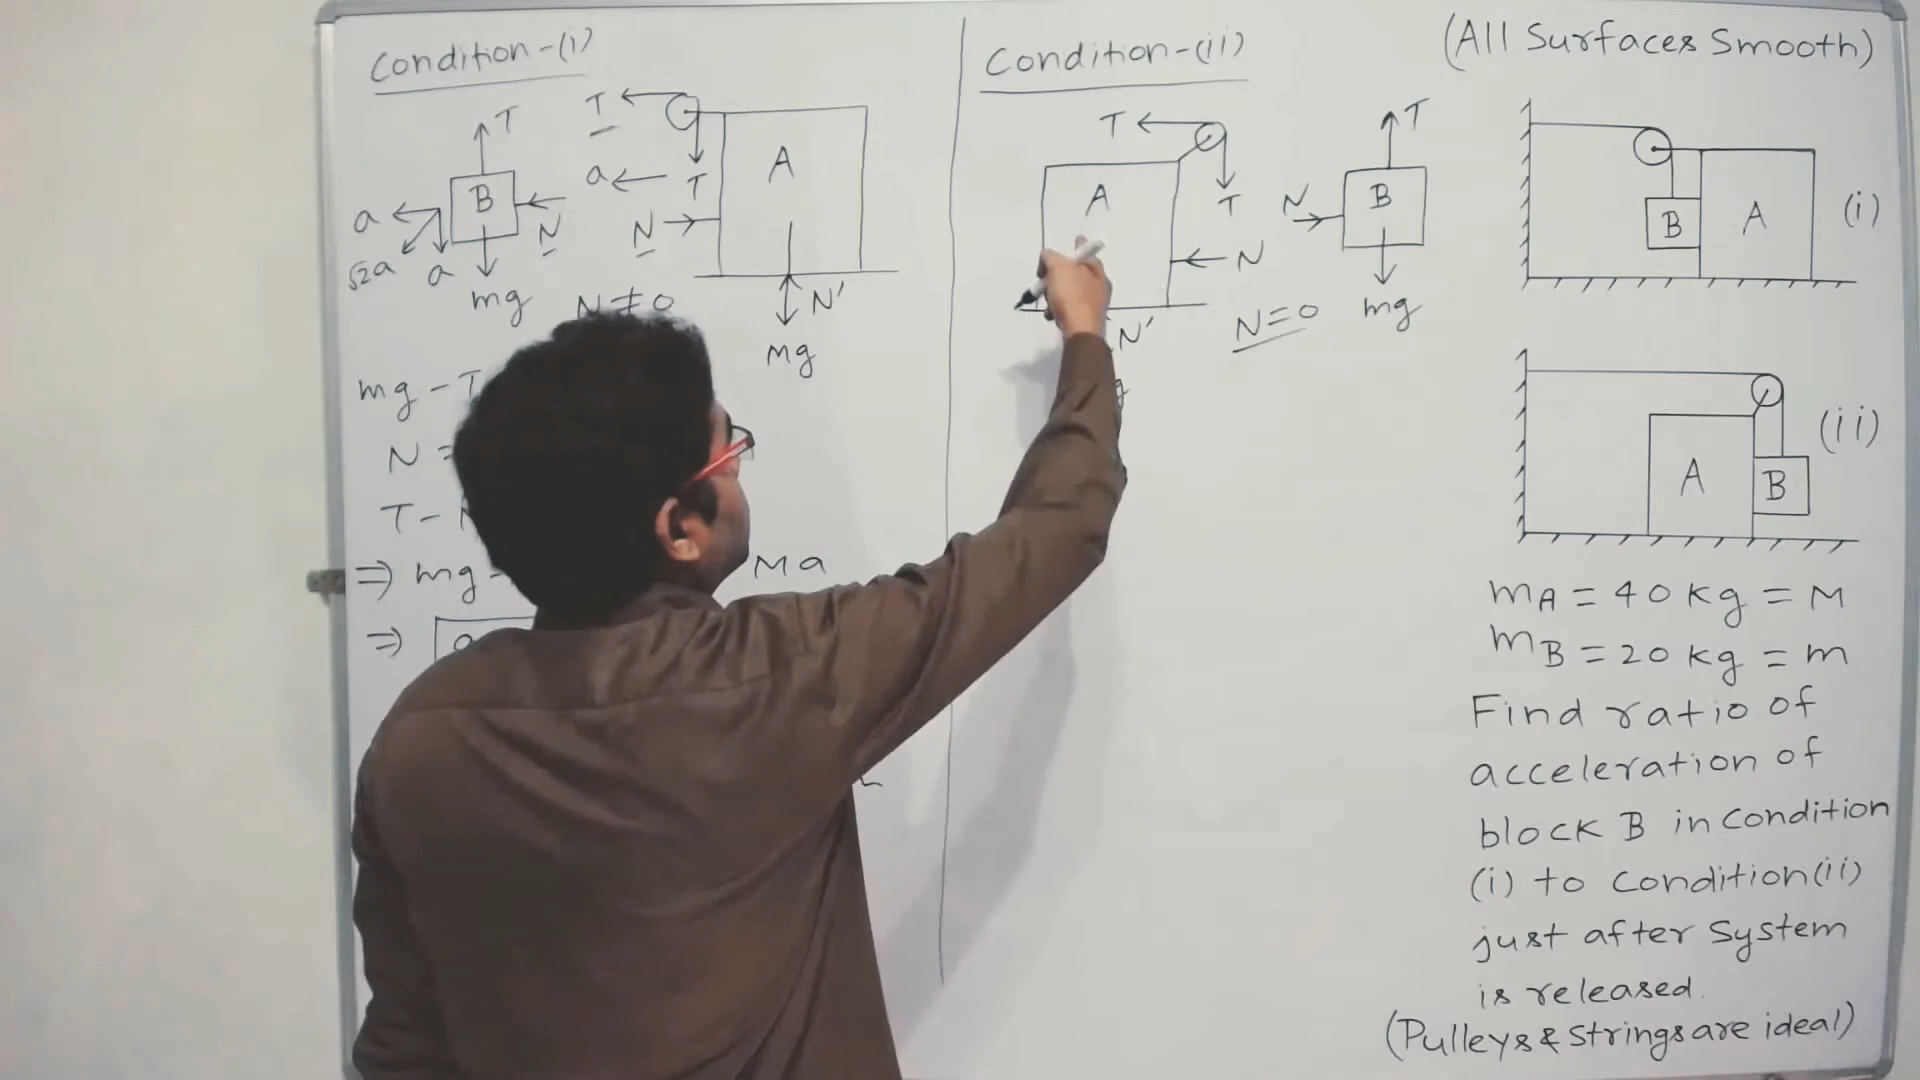 Condition-(i)
T
T
B
A
a
T
a
N
N
√2a
a
mg
N≠0
N'
Mg
mg - T
N =
T -
⇒ mg -
Ma
⇒
Condition-(ii)
T
T
A
T
N
B
N
N'
N=0
mg
(All Surfaces Smooth)
B
A
(i)
A
B
(ii)
mA = 40 kg = M
mB = 20 kg = m
Find ratio of
acceleration of
block B in Condition
(i) to Condition(ii)
just after System
is released.
(Pulleys & Strings are ideal)